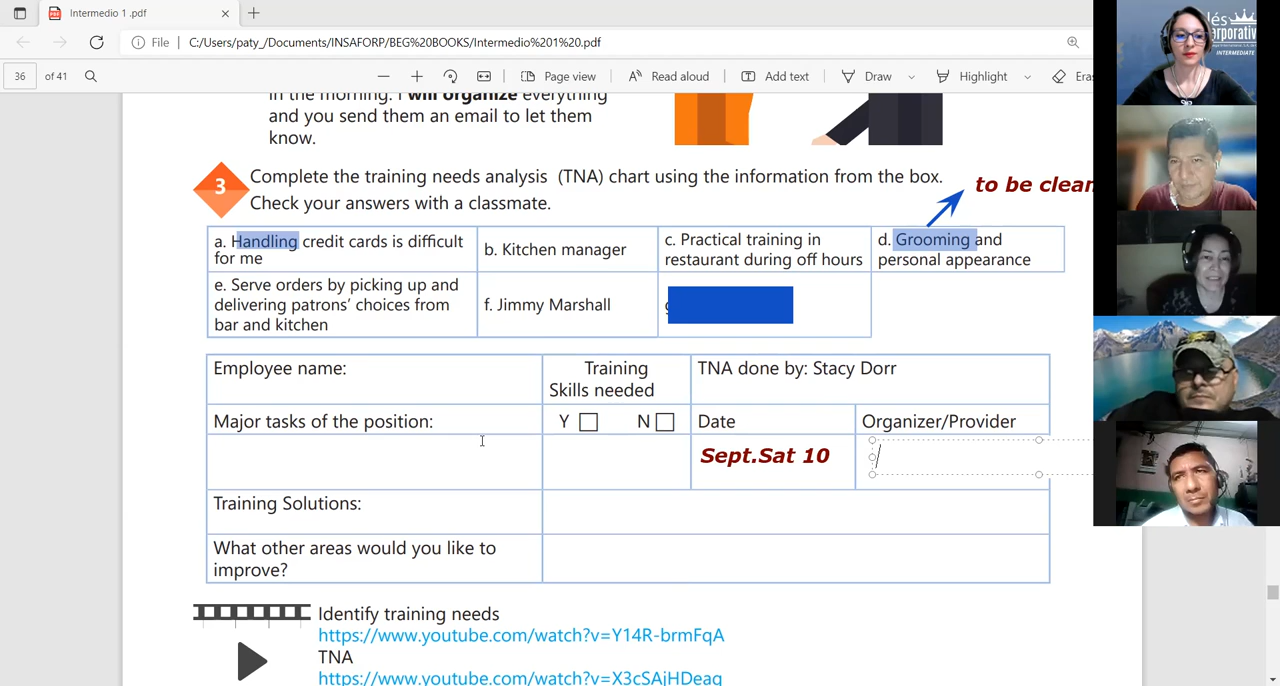 Intermedio 1 .pdf
File C:/Users/paty_/Documents/INSAFORP/BEG%20BOOKS/Intermedio%201%20.pdf
36 of 41 Page view Read aloud Add text Draw Highlight Eras
in the morning. I will organize everything
and you send them an email to let them
know.
3
Complete the training needs analysis (TNA) chart using the information from the box.
Check your answers with a classmate.
to be clean
a. Handling credit cards is difficult
for me
b. Kitchen manager
c. Practical training in
restaurant during off hours
d. Grooming and
personal appearance
e. Serve orders by picking up and
delivering patrons' choices from
bar and kitchen
f. Jimmy Marshall
Employee name:
Training
Skills needed
TNA done by: Stacy Dorr
Major tasks of the position:
Y N
Date
Organizer/Provider
Sept.Sat 10
Training Solutions:
What other areas would you like to
improve?
Identify training needs
https://www.youtube.com/watch?v=Y14R-brmFqA
TNA
https://www.youtube.com/watch?v=X3cSAjHDeag
INTERMEDIATE